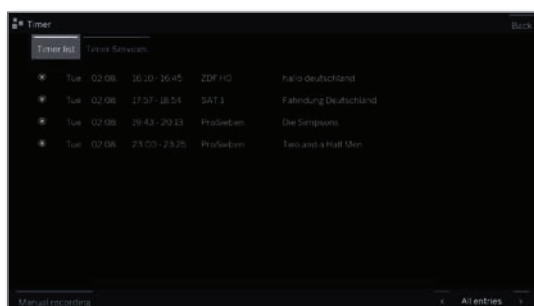 Timer Back
Timer list Timer Services
Tue 02.08. 16:10 - 16:45 ZDF HD hallo deutschland
Tue 02.08. 17:57 - 18:54 SAT.1 Fahndung Deutschland
Tue 02.08. 19:43 - 20:13 ProSieben Die Simpsons
Tue 02.08. 23:00 - 23:25 ProSieben Two and a Half Men
Manual recording < All entries >